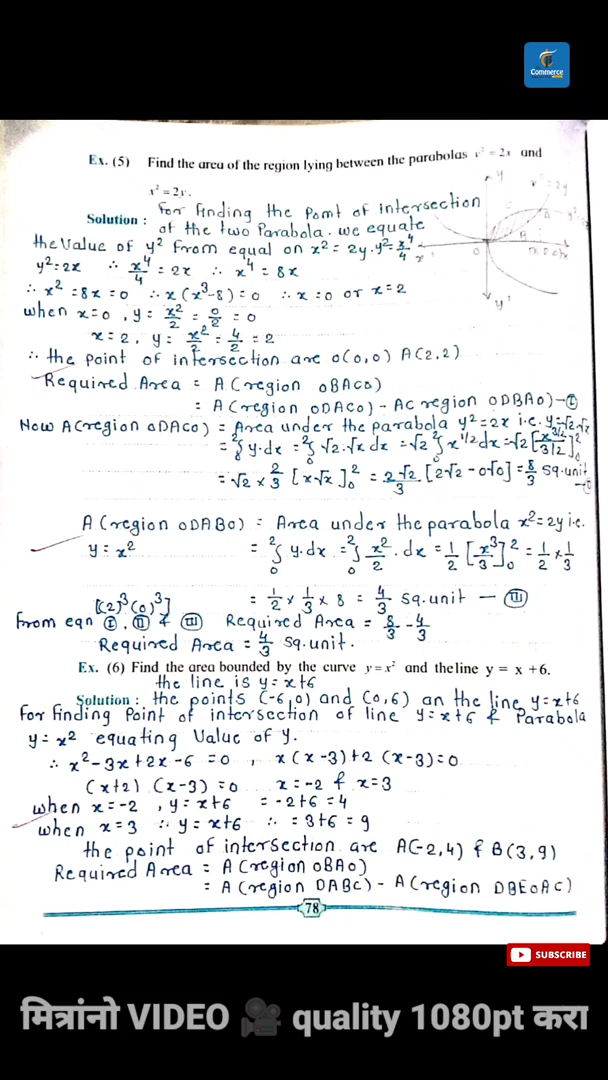 Commerce
Ex. (5) Find the area of the region lying between the parabolas y² = 2x and
x² = 2y.
Solution : For finding the Point of intersection
of the two Parabola. we equate
the Value of y² from equal on x² = 2y. y² = x⁴/4
y² = 2x ∴ x⁴/4 = 2x ∴ x⁴ = 8x
∴ x² = 8x = 0 ∴ x(x³-8) = 0 ∴ x = 0 or x = 2
when x = 0, y = x²/2 = 0/2 = 0
x = 2, y = x²/2 = 4/2 = 2
∴ the point of intersection are O(0,0) A(2,2)
Required Area = A(region OBACO)
= A(region ODACO) - AC region ODBAO) - Ⓘ
Now A(region ODACO) = Area under the parabola y² = 2x i.e. y = √2.√x
= ₀∫² y.dx = ₀∫² √2.√x dx = √2 ₀∫² x^1/2 dx = √2 [x^3/2 / 3/2]₀²
= √2 × 2/3 [x√x]₀² = 2√2/3 [2√2 - 0√0] = 8/3 sq.unit
A(region ODABO) = Area under the parabola x² = 2y i.e.
y = x² = ₀∫² y.dx = ₀∫² x²/2 . dx = 1/2 [x³/3]₀² = 1/2 × 1/3
[(2)³(0)³] = 1/2 × 1/3 × 8 = 4/3 sq.unit — Ⅲ
From eqn Ⓘ, Ⅱ & Ⅲ Required Area = 8/3 - 4/3
Required Area = 4/3 sq.unit.
Ex. (6) Find the area bounded by the curve y = x² and the line y = x +6.
the line is y = x+6
Solution : the points (-6,0) and (0,6) an the line y = x+6
For finding Point of intersection of line y = x+6 & Parabola
y = x² equating Value of y.
∴ x²-3x+2x-6 = 0 , x(x-3)+2(x-3) = 0
(x+2) (x-3) = 0 x = -2 & x = 3
when x = -2 , y = x+6 = -2+6 = 4
when x = 3 ∴ y = x+6 ∴ = 3+6 = 9
the point of intersection are A(-2,4) & B(3,9)
Required Area = A(region OBAO)
= A(region DABC) - A(region DBEOAC)
78
SUBSCRIBE
मित्रांनो VIDEO 🎥 quality 1080pt करा